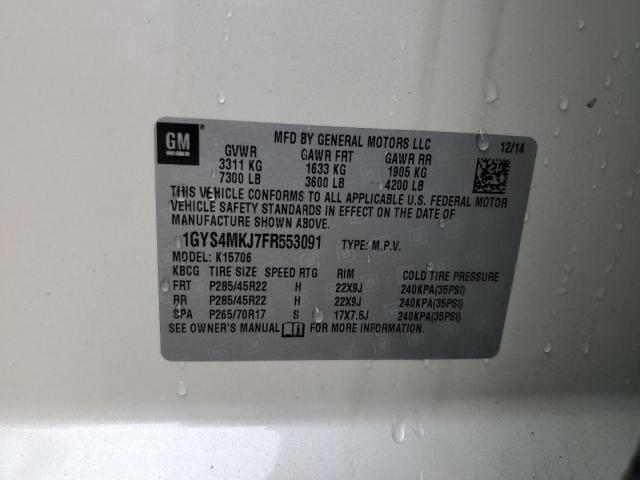 GM
MFD BY GENERAL MOTORS LLC 12/14
GVWR GAWR FRT GAWR RR
3311 KG 1633 KG 1905 KG
7300 LB 3600 LB 4200 LB
THIS VEHICLE CONFORMS TO ALL APPLICABLE U.S. FEDERAL MOTOR
VEHICLE SAFETY STANDARDS IN EFFECT ON THE DATE OF
MANUFACTURE SHOWN ABOVE.
1GYS4MKJ7FR553091 TYPE: M.P.V.
MODEL: K15706
KBCG TIRE SIZE SPEED RTG RIM COLD TIRE PRESSURE
FRT P285/45R22 H 22X9J 240KPA(35PSI)
RR P285/45R22 H 22X9J 240KPA(35PSI)
SPA P265/70R17 S 17X7.5J 240KPA(35PSI)
SEE OWNER'S MANUAL FOR MORE INFORMATION.